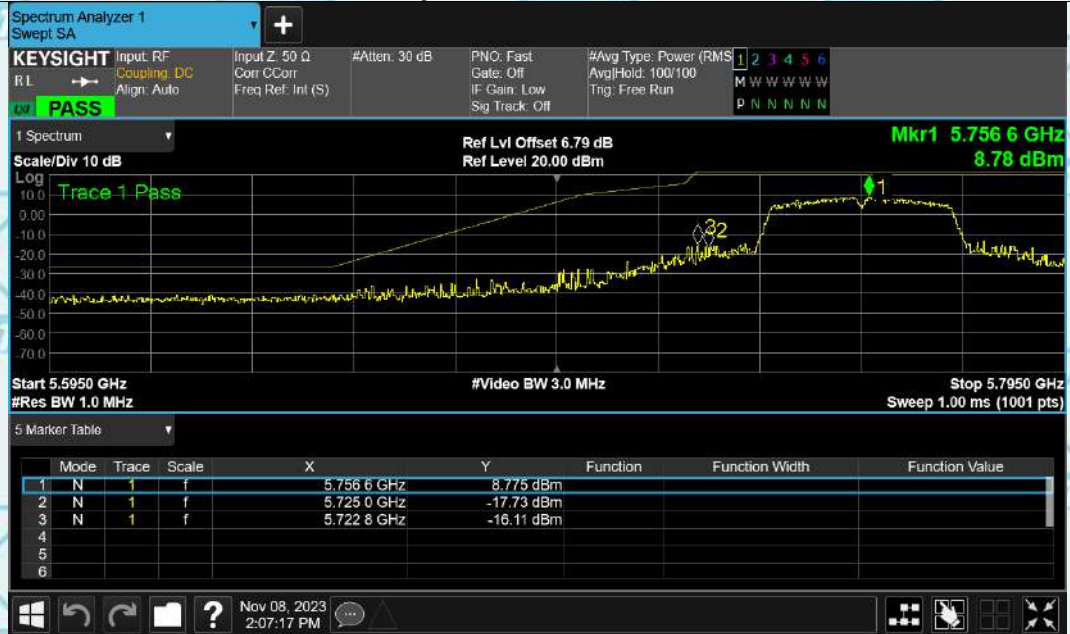 Spectrum Analyzer 1
Swept SA
+
KEYSIGHT
RL
LXI PASS
Input: RF
Coupling: DC
Align: Auto
Input Z: 50 Ω
Corr CCorr
Freq Ref: Int (S)
#Atten: 30 dB
PNO: Fast
Gate: Off
IF Gain: Low
Sig Track: Off
#Avg Type: Power (RMS
Avg|Hold: 100/100
Trig: Free Run
1 2 3 4 5 6
M W W W W W
P N N N N N
1 Spectrum
Scale/Div 10 dB
Ref Lvl Offset 6.79 dB
Ref Level 20.00 dBm
Mkr1 5.756 6 GHz
8.78 dBm
Log
Trace 1 Pass
10.0
0.00
-10.0
-20.0
-30.0
-40.0
-50.0
-60.0
-70.0
1
3
2
Start 5.5950 GHz
#Res BW 1.0 MHz
#Video BW 3.0 MHz
Stop 5.7950 GHz
Sweep 1.00 ms (1001 pts)
5 Marker Table
Mode Trace Scale X Y Function Function Width Function Value
1 N 1 f 5.756 6 GHz 8.775 dBm
2 N 1 f 5.725 0 GHz -17.73 dBm
3 N 1 f 5.722 8 GHz -16.11 dBm
4
5
6
?
Nov 08, 2023
2:07:17 PM